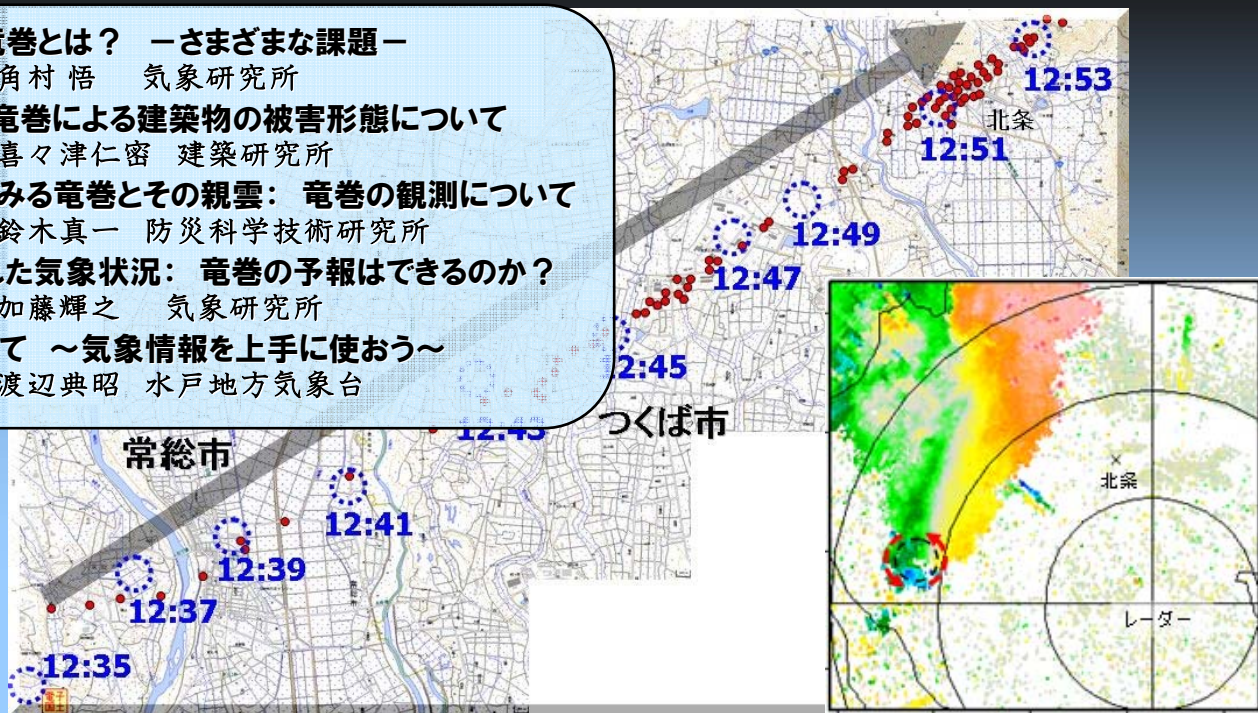 竜巻とは？　－さまざまな課題－
角村 悟　気象研究所
竜巻による建築物の被害形態について
喜々津仁密　建築研究所
みる竜巻とその親雲：　竜巻の観測について
鈴木真一　防災科学技術研究所
した気象状況：　竜巻の予報はできるのか？
加藤輝之　気象研究所
て　～気象情報を上手に使おう～
渡辺典昭　水戸地方気象台
12:53
北条
12:51
12:49
12:47
12:45
つくば市
12:43
常総市
12:41
12:39
12:37
12:35
北条
レーダー